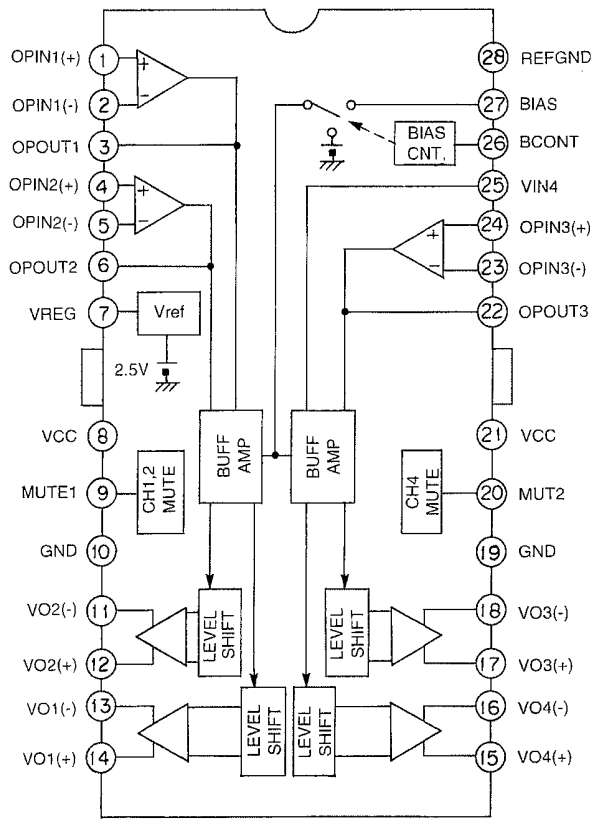 OPIN1(+) 1
OPIN1(-) 2
OPOUT1 3
OPIN2(+) 4
OPIN2(-) 5
OPOUT2 6
VREG 7
Vref
2.5V
VCC 8
MUTE1 9
CH1,2
MUTE
GND 10
VO2(-) 11
VO2(+) 12
VO1(-) 13
VO1(+) 14
+
−
+
−
BUFF
AMP
BUFF
AMP
LEVEL
SHIFT
LEVEL
SHIFT
LEVEL
SHIFT
LEVEL
SHIFT
28 REFGND
27 BIAS
BIAS
CNT.
26 BCONT
25 VIN4
24 OPIN3(+)
+
−
23 OPIN3(-)
22 OPOUT3
21 VCC
CH4
MUTE
20 MUT2
19 GND
18 VO3(-)
17 VO3(+)
16 VO4(-)
15 VO4(+)